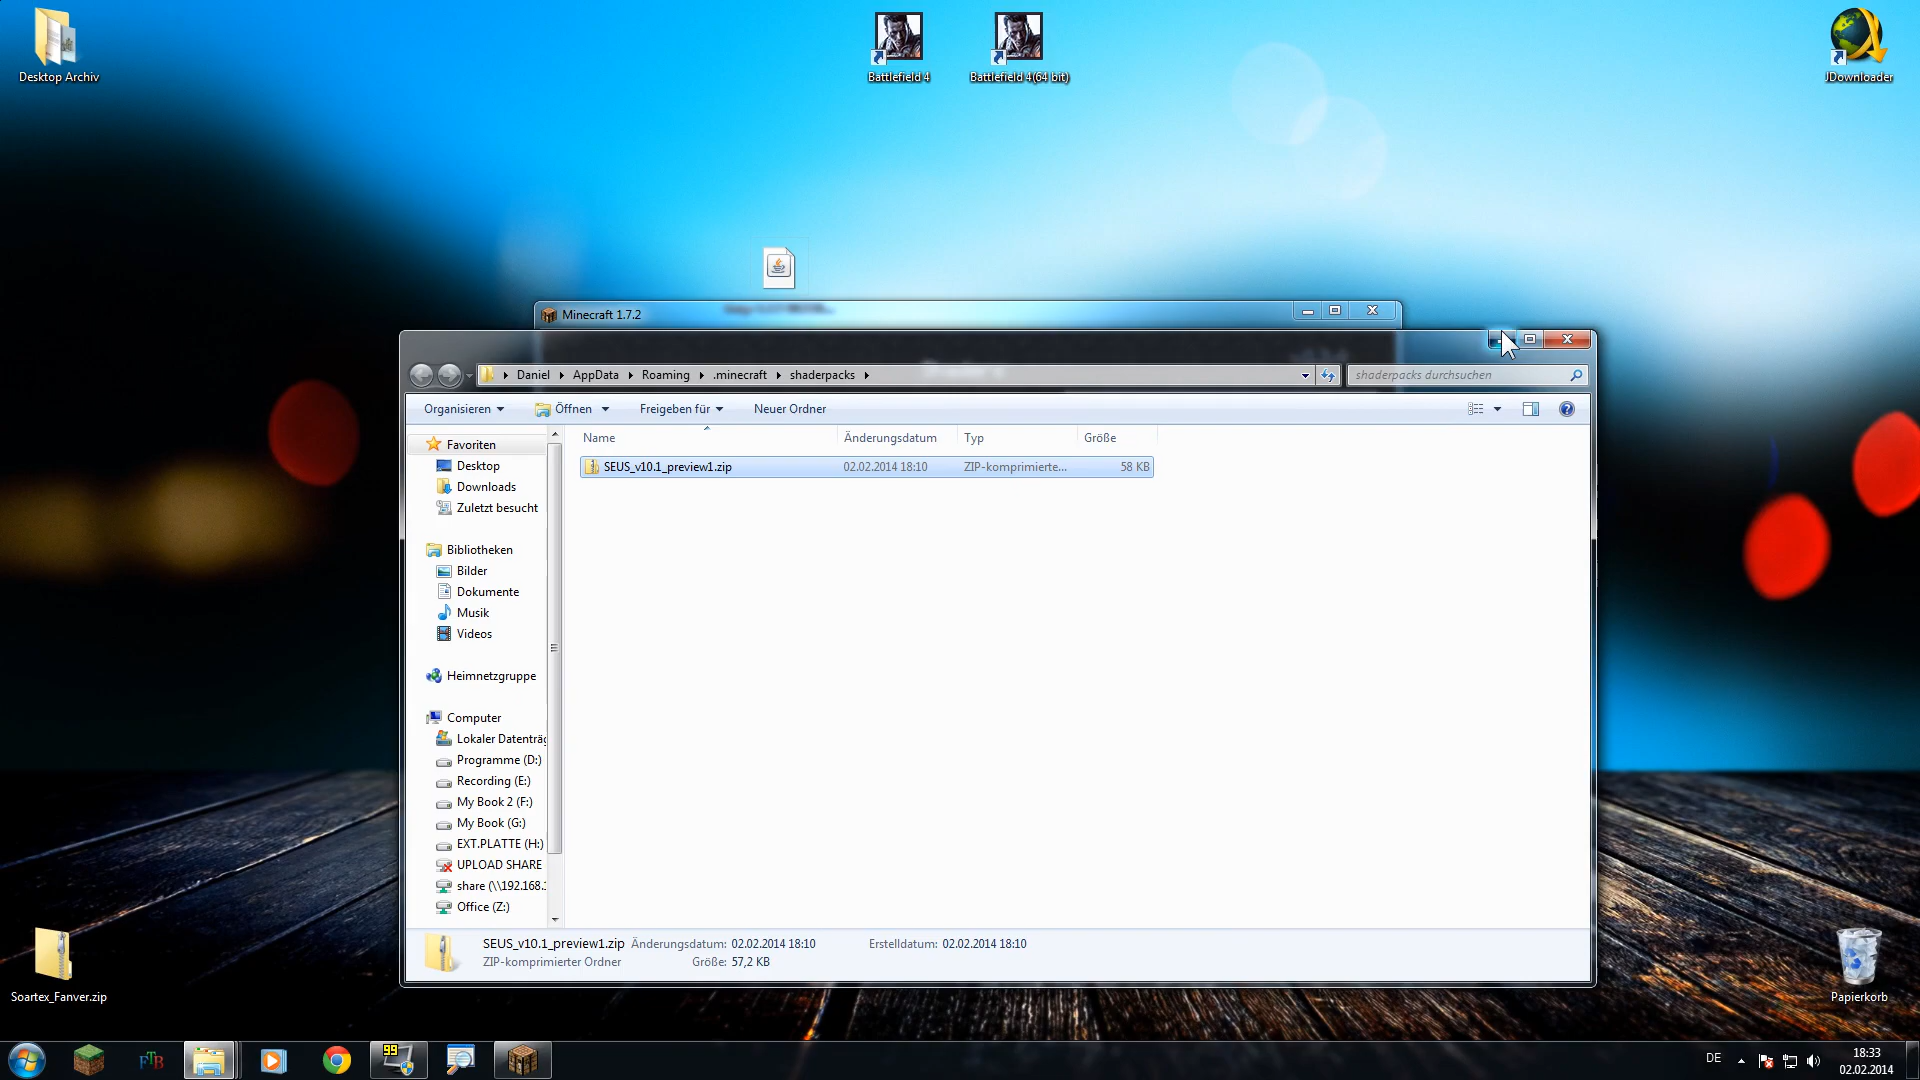 Desktop Archiv
Battlefield 4
Battlefield 4(64 bit)
JDownloader
Minecraft 1.7.2
Daniel
AppData
Roaming
.minecraft
shaderpacks
shaderpacks durchsuchen
Organisieren
Öffnen
Freigeben für
Neuer Ordner
Name
Änderungsdatum
Typ
Größe
SEUS_v10.1_preview1.zip
02.02.2014 18:10
ZIP-komprimierte...
58 KB
Favoriten
Desktop
Downloads
Zuletzt besucht
Bibliotheken
Bilder
Dokumente
Musik
Videos
Heimnetzgruppe
Computer
Lokaler Datenträg
Programme (D:)
Recording (E:)
My Book 2 (F:)
My Book (G:)
EXT.PLATTE (H:)
UPLOAD SHARE
share (\\192.168.
Office (Z:)
SEUS_v10.1_preview1.zip Änderungsdatum: 02.02.2014 18:10 Erstelldatum: 02.02.2014 18:10
ZIP-komprimierter Ordner Größe: 57,2 KB
Soartex_Fanver.zip
Papierkorb
FTB
99
DE
18:33
02.02.2014